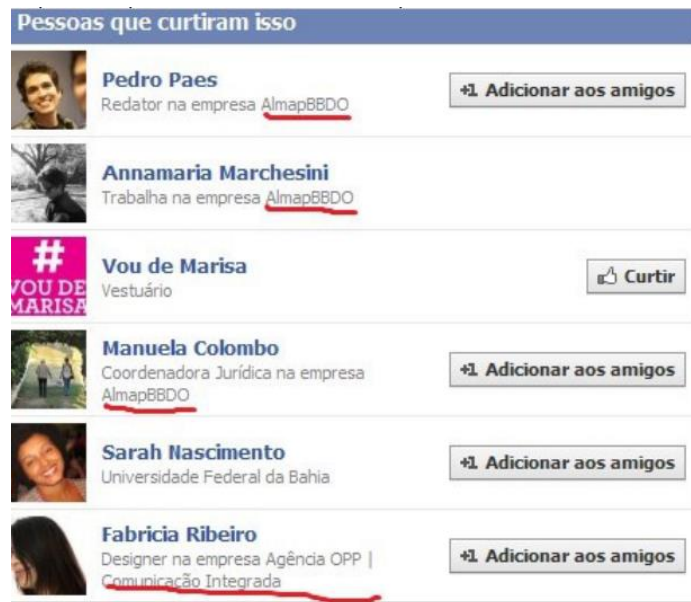 Pessoas que curtiram isso
Pedro Paes
Redator na empresa AlmapBBDO
+1 Adicionar aos amigos
Annamaria Marchesini
Trabalha na empresa AlmapBBDO
#
VOU DE
MARISA
Vou de Marisa
Vestuário
Curtir
Manuela Colombo
Coordenadora Jurídica na empresa
AlmapBBDO
+1 Adicionar aos amigos
Sarah Nascimento
Universidade Federal da Bahia
+1 Adicionar aos amigos
Fabricia Ribeiro
Designer na empresa Agência OPP |
Comunicação Integrada
+1 Adicionar aos amigos